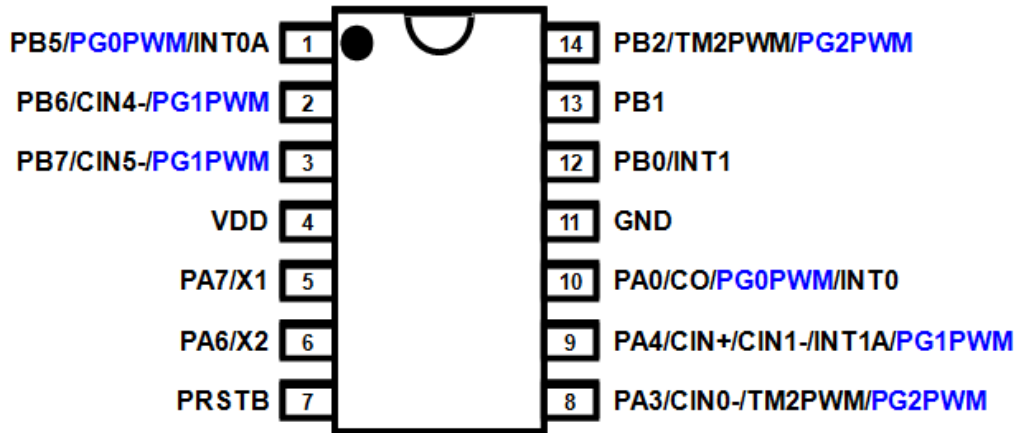 PB5/PG0PWM/INT0A 1 14 PB2/TM2PWM/PG2PWM
PB6/CIN4-/PG1PWM 2 13 PB1
PB7/CIN5-/PG1PWM 3 12 PB0/INT1
VDD 4 11 GND
PA7/X1 5 10 PA0/CO/PG0PWM/INT0
PA6/X2 6 9 PA4/CIN+/CIN1-/INT1A/PG1PWM
PRSTB 7 8 PA3/CIN0-/TM2PWM/PG2PWM